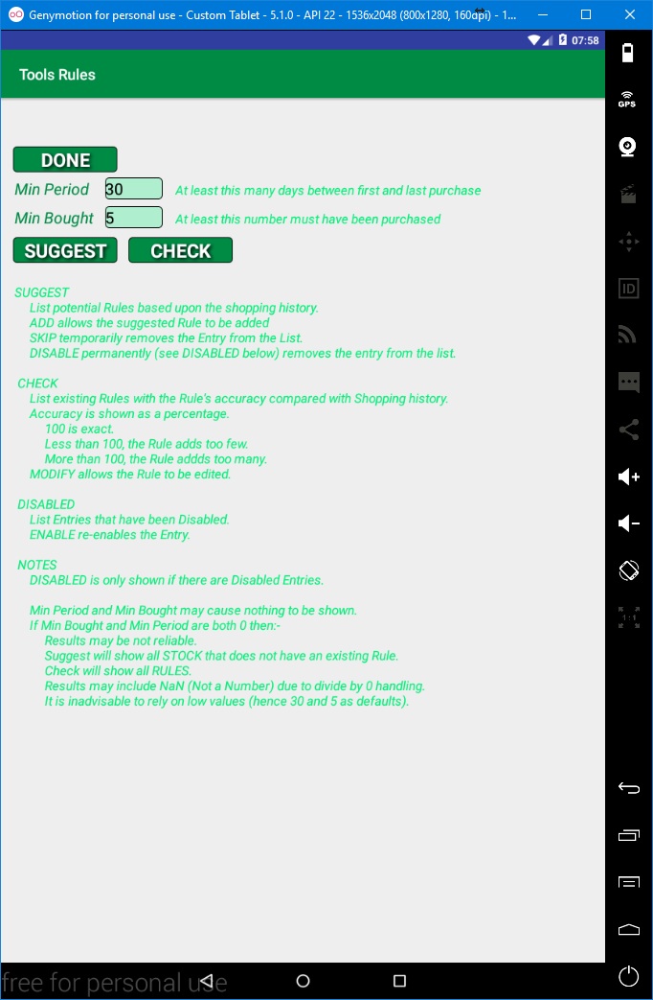 Genymotion for personal use - Custom Tablet - 5.1.0 - API 22 - 1536x2048 (800x1280, 160dpi) - 1...
07:58
Tools Rules
GPS
DONE
Min Period 30 At least this many days between first and last purchase
Min Bought 5 At least this number must have been purchased
SUGGEST CHECK
ID
SUGGEST
List potential Rules based upon the shopping history.
ADD allows the suggested Rule to be added
SKIP temporarily removes the Entry from the List.
DISABLE permanently (see DISABLED below) removes the entry from the list.
CHECK
List existing Rules with the Rule's accuracy compared with Shopping history.
Accuracy is shown as a percentage.
100 is exact.
Less than 100, the Rule adds too few.
More than 100, the Rule addds too many.
MODIFY allows the Rule to be edited.
DISABLED
List Entries that have been Disabled.
ENABLE re-enables the Entry.
NOTES
DISABLED is only shown if there are Disabled Entries.
Min Period and Min Bought may cause nothing to be shown.
If Min Bought and Min Period are both 0 then:-
Results may be not reliable.
Suggest will show all STOCK that does not have an existing Rule.
Check will show all RULES.
Results may include NaN (Not a Number) due to divide by 0 handling.
It is inadvisable to rely on low values (hence 30 and 5 as defaults).
1:1
free for personal use